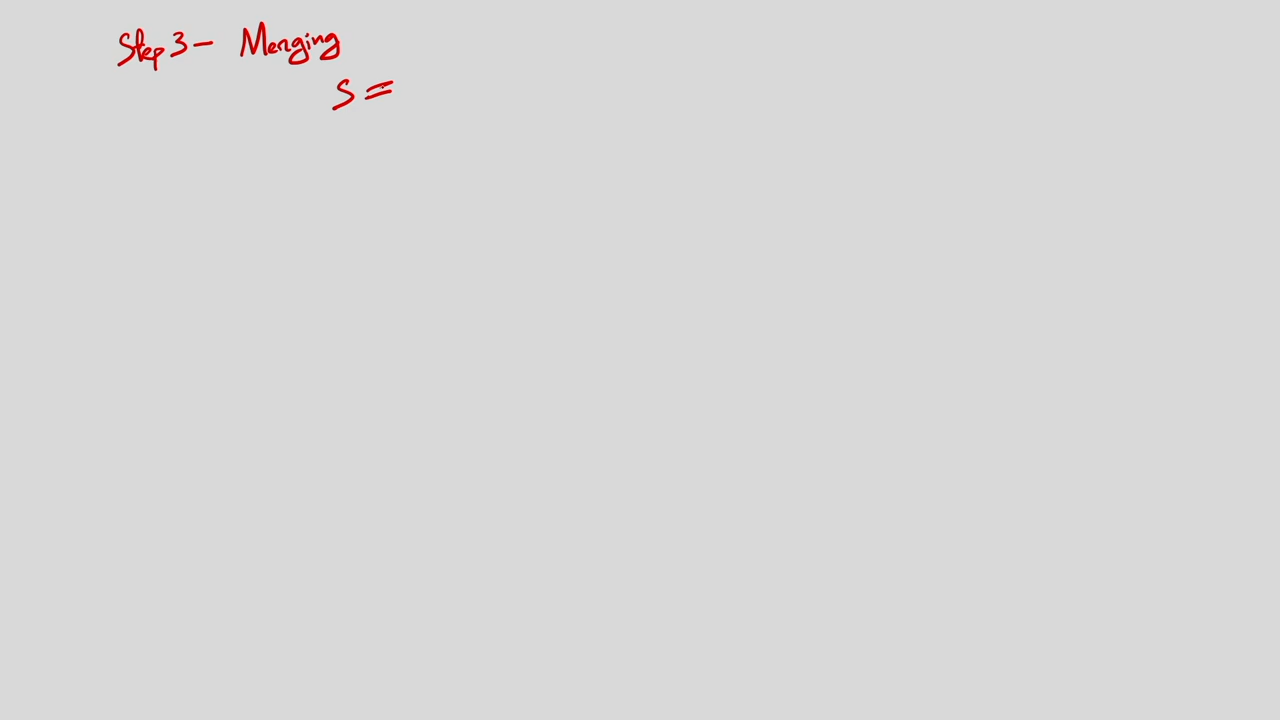 Step 3 - Merging
S =